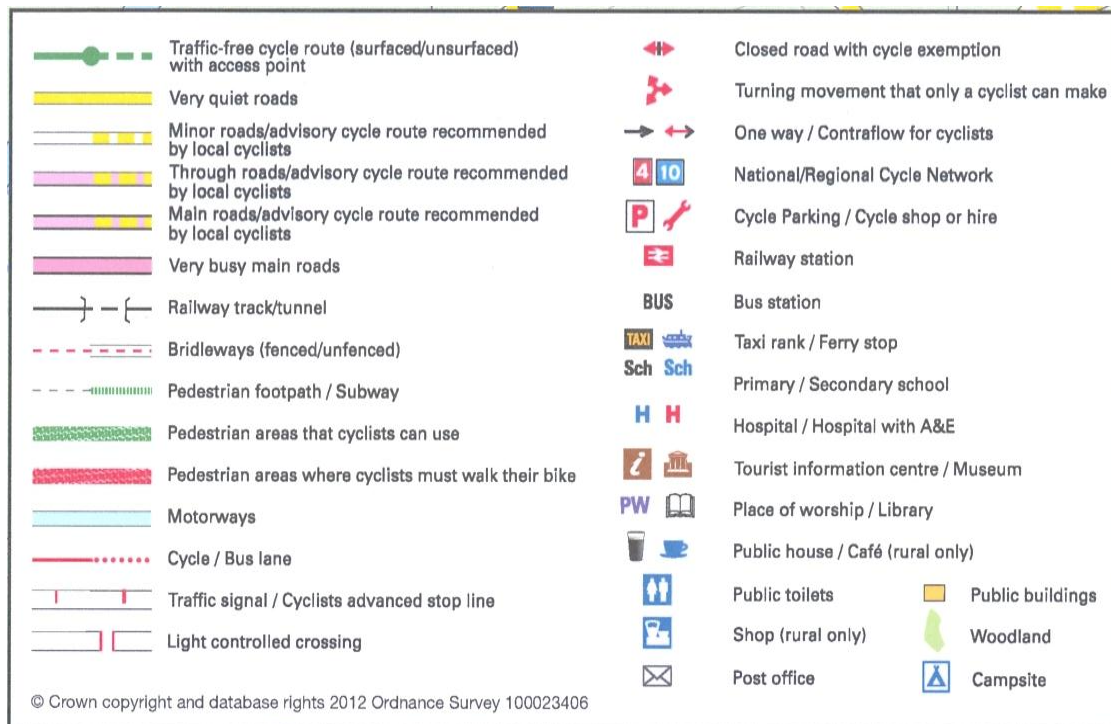 Traffic-free cycle route (surfaced/unsurfaced)
with access point
Very quiet roads
Minor roads/advisory cycle route recommended
by local cyclists
Through roads/advisory cycle route recommended
by local cyclists
Main roads/advisory cycle route recommended
by local cyclists
Very busy main roads
Railway track/tunnel
Bridleways (fenced/unfenced)
Pedestrian footpath / Subway
Pedestrian areas that cyclists can use
Pedestrian areas where cyclists must walk their bike
Motorways
Cycle / Bus lane
Traffic signal / Cyclists advanced stop line
Light controlled crossing
© Crown copyright and database rights 2012 Ordnance Survey 100023406
Closed road with cycle exemption
Turning movement that only a cyclist can make
One way / Contraflow for cyclists
4 10 National/Regional Cycle Network
P Cycle Parking / Cycle shop or hire
Railway station
BUS Bus station
TAXI Taxi rank / Ferry stop
Sch Sch Primary / Secondary school
H H Hospital / Hospital with A&E
i Tourist information centre / Museum
PW Place of worship / Library
Public house / Café (rural only)
Public toilets
Shop (rural only)
Post office
Public buildings
Woodland
Campsite